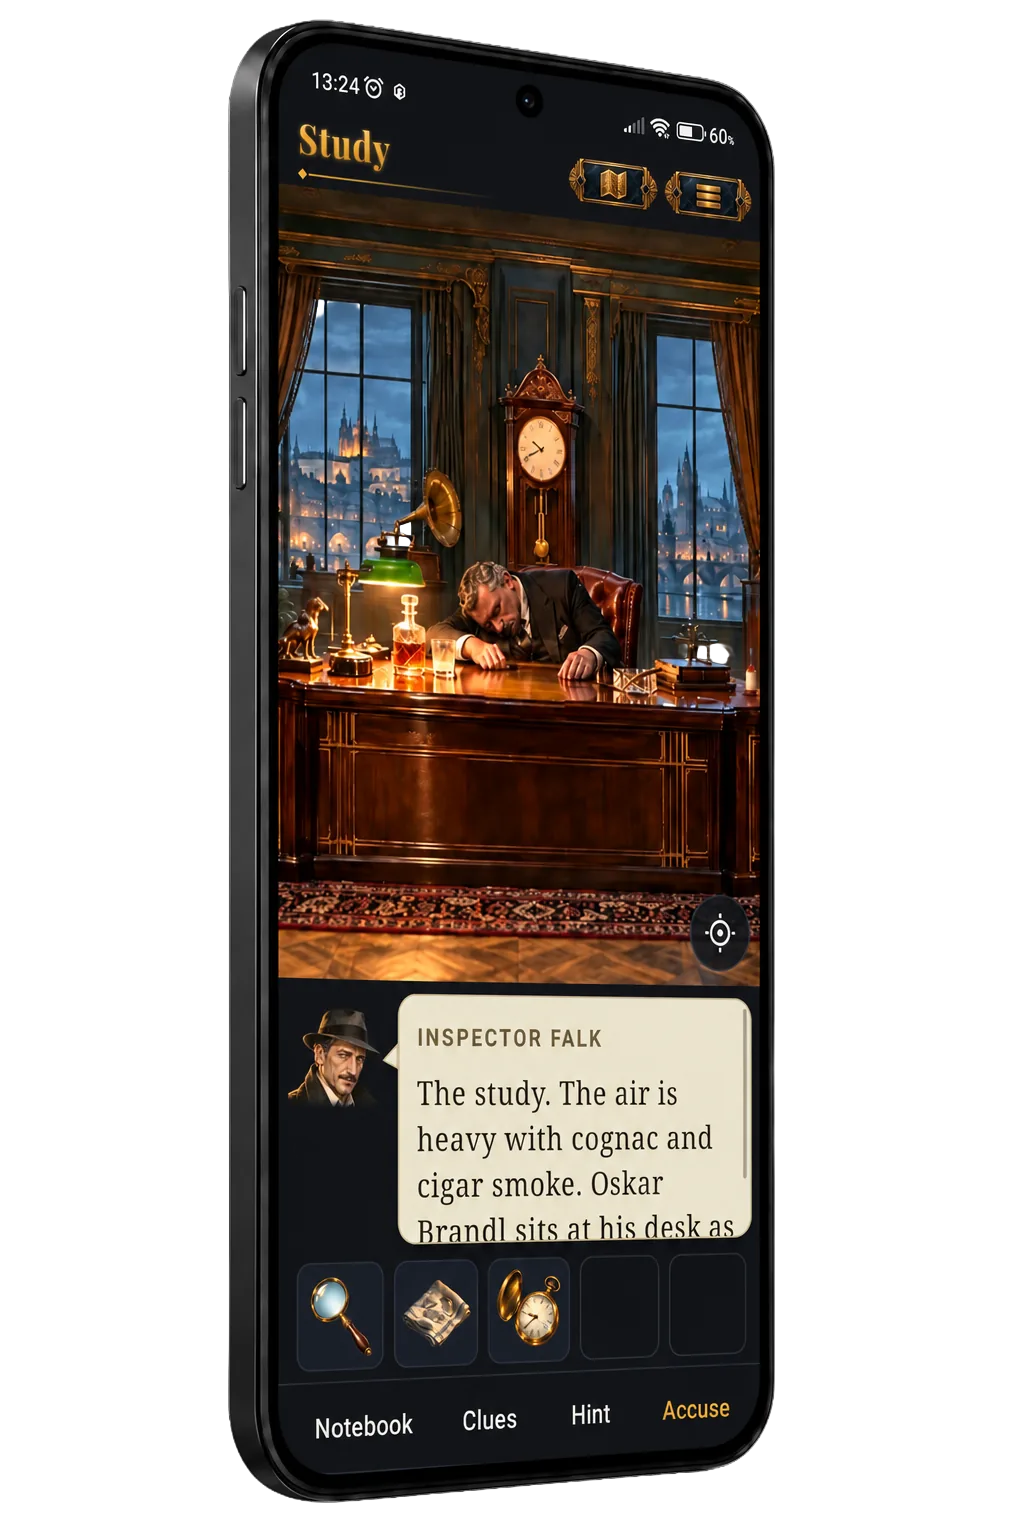 13:24
60%
Study
INSPECTOR FALK
The study. The air is
heavy with cognac and
cigar smoke. Oskar
Brandl sits at his desk as
Notebook
Clues
Hint
Accuse